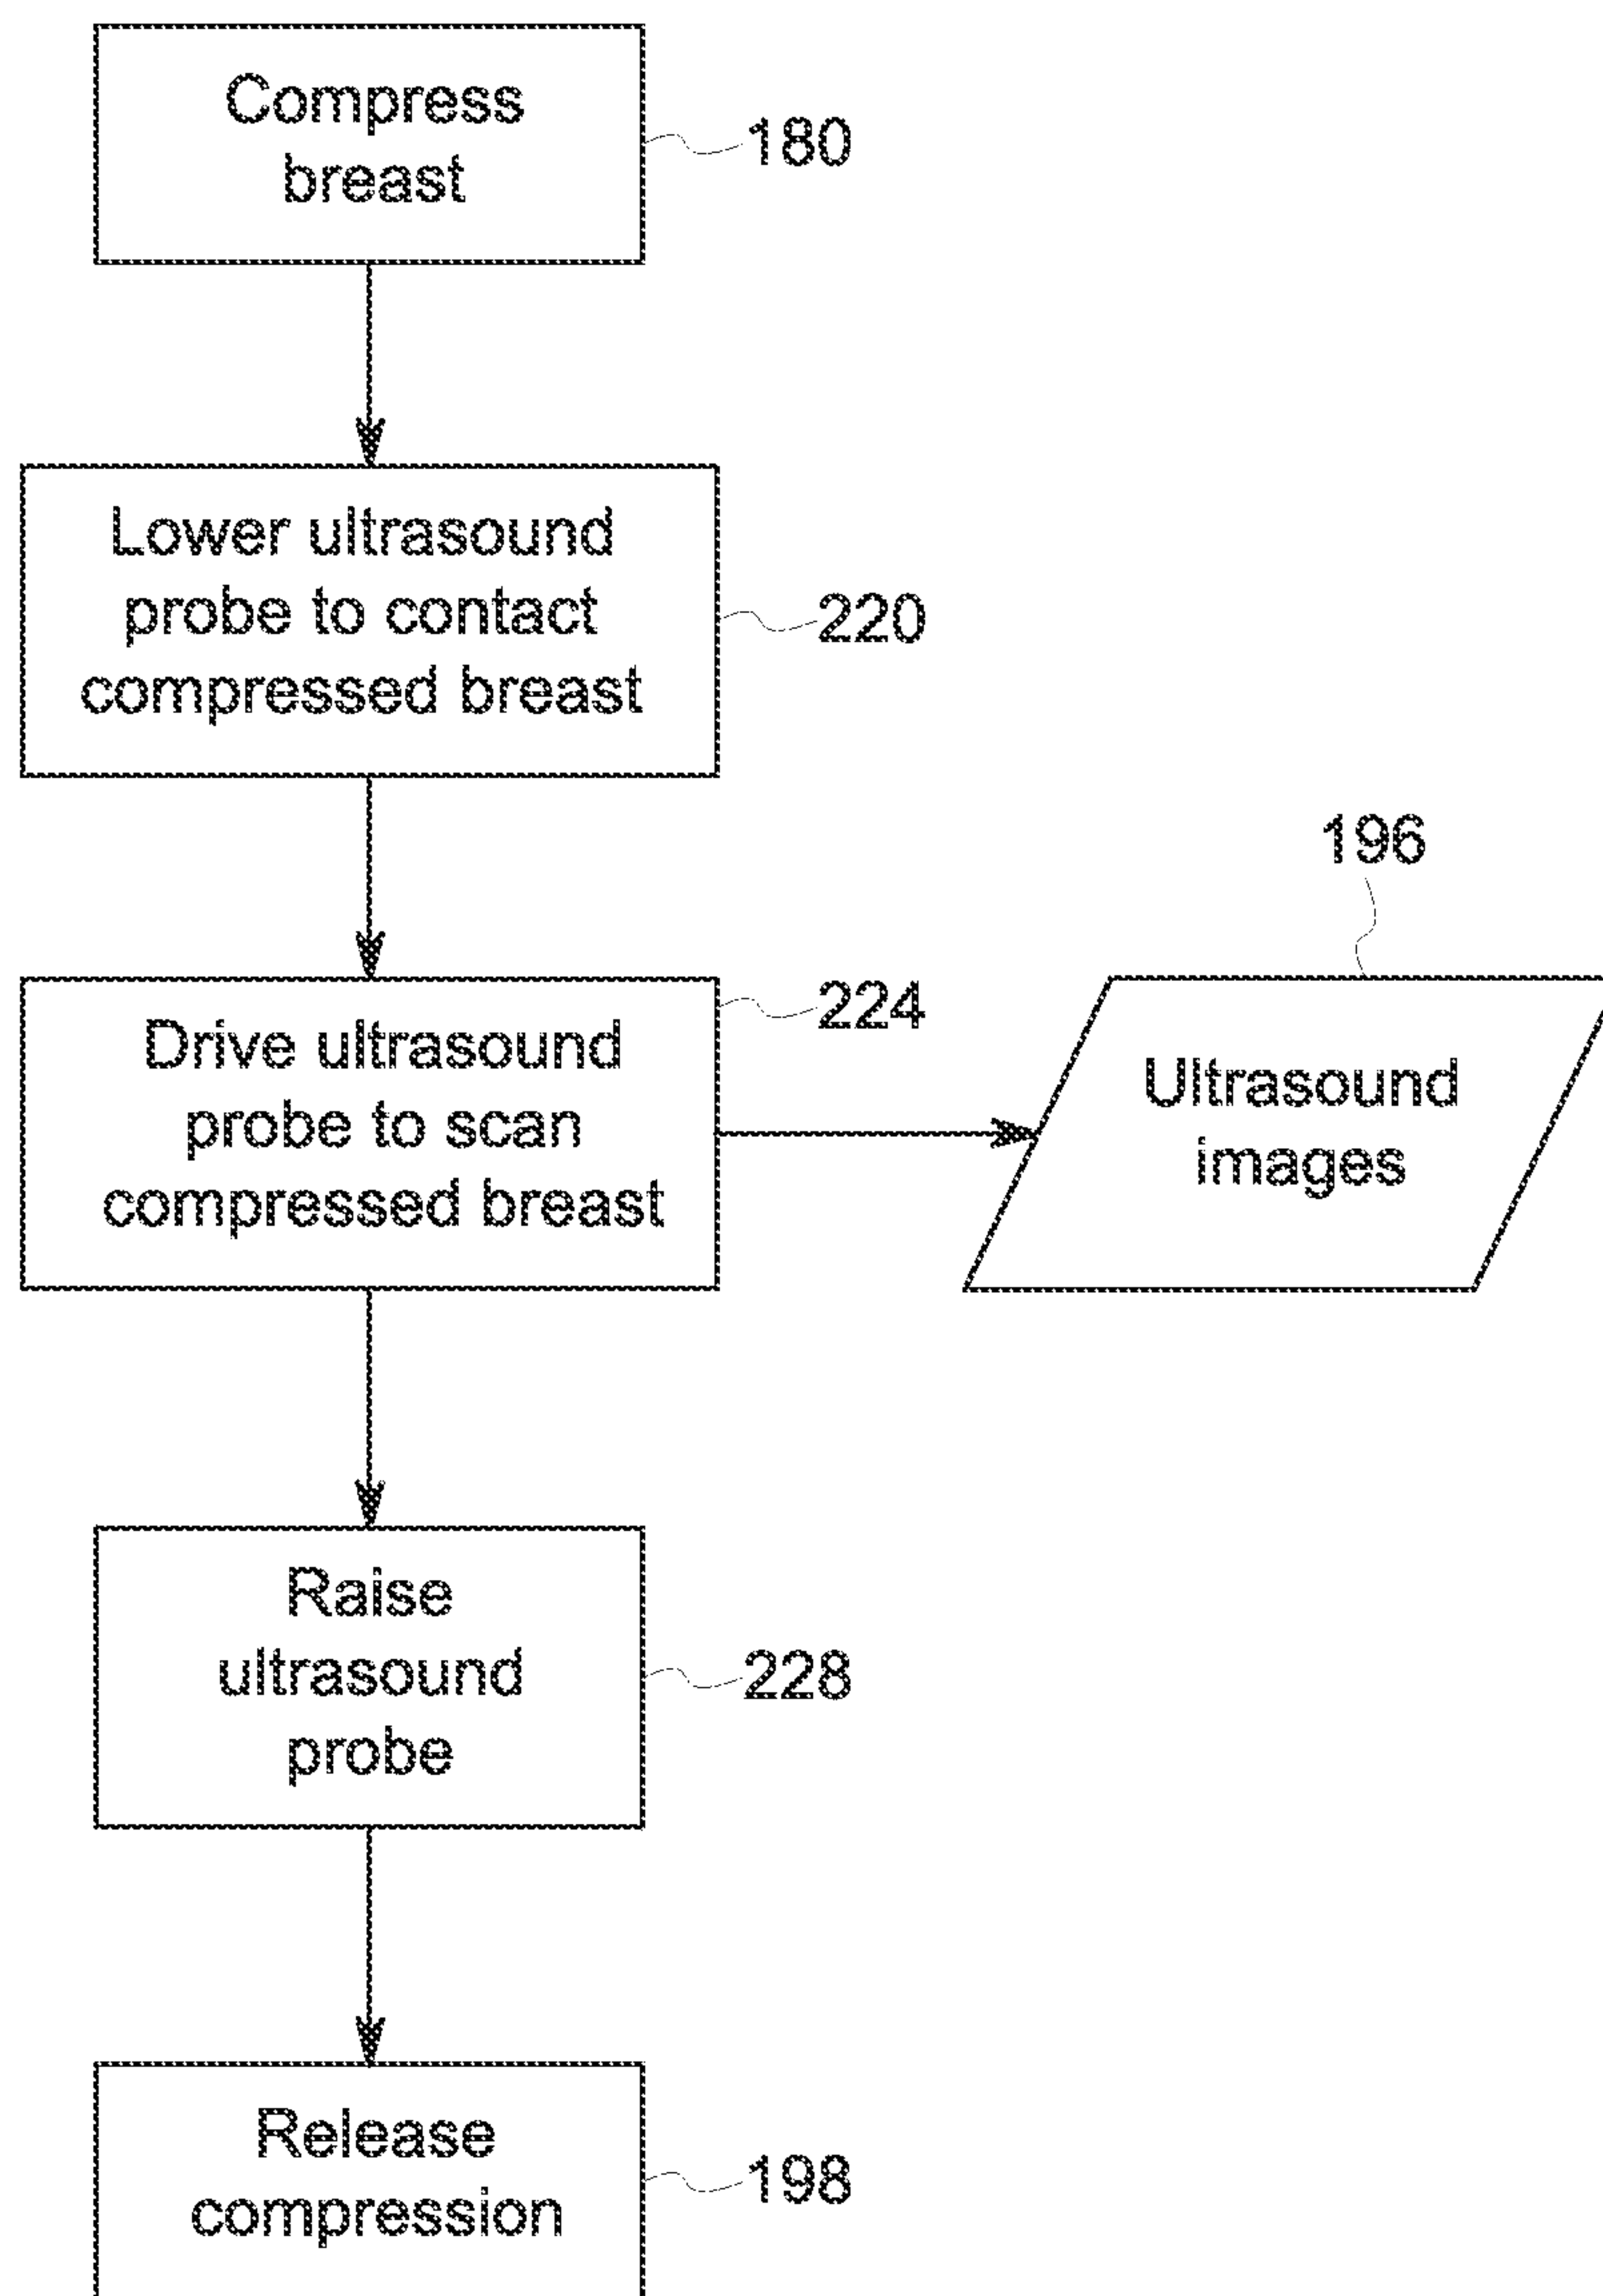 Compress
breast
180
Lower ultrasound
probe to contact
compressed breast
220
196
Drive ultrasound
probe to scan
compressed breast
224
Ultrasound
images
Raise
ultrasound
probe
228
Release
compression
198